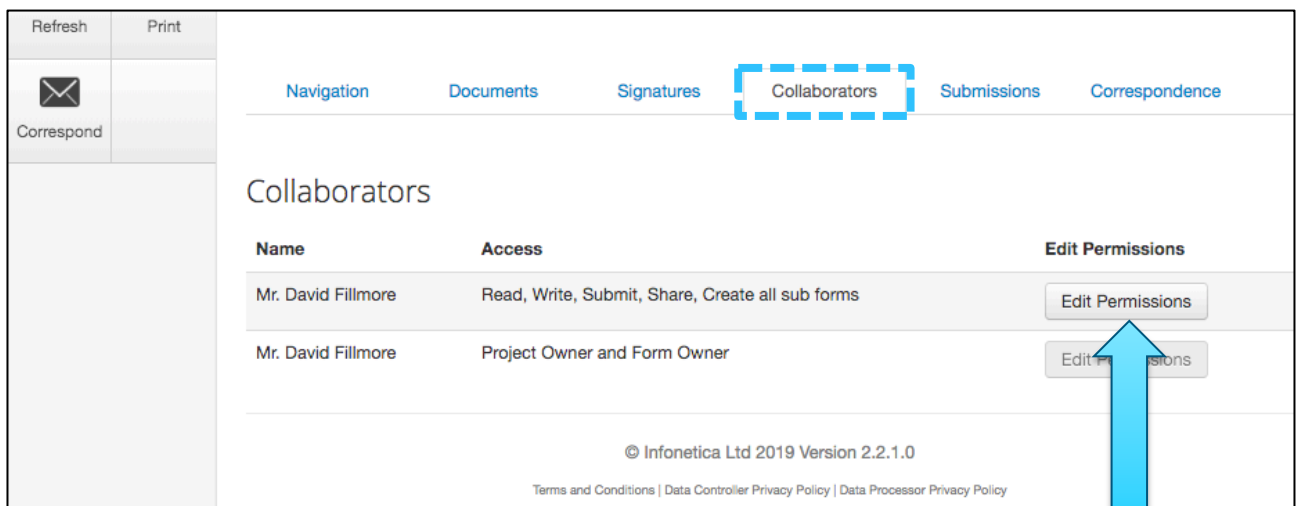 Refresh Print
Correspond
Navigation Documents Signatures Collaborators Submissions Correspondence
Collaborators
Name Access Edit Permissions
Mr. David Fillmore Read, Write, Submit, Share, Create all sub forms Edit Permissions
Mr. David Fillmore Project Owner and Form Owner Edit Permissions
© Infonetica Ltd 2019 Version 2.2.1.0
Terms and Conditions | Data Controller Privacy Policy | Data Processor Privacy Policy